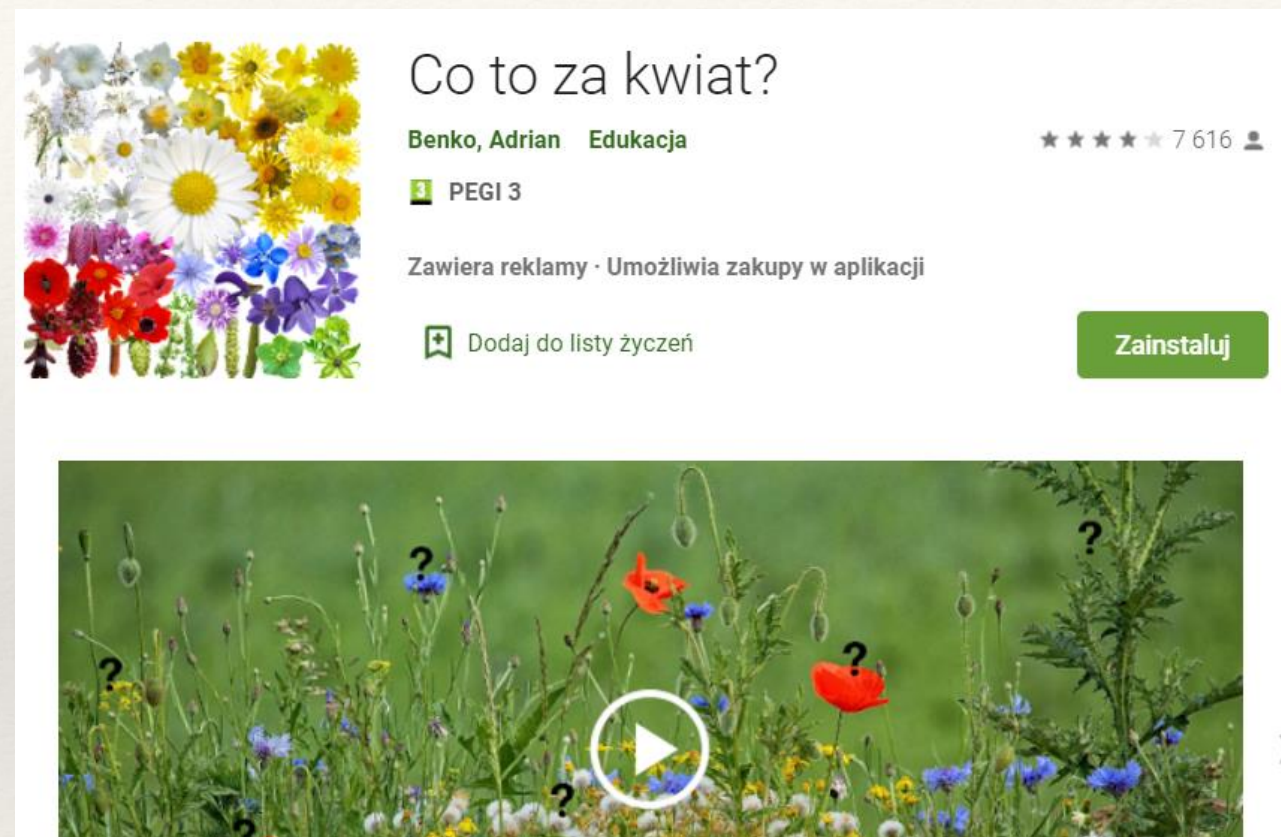 Co to za kwiat?
Benko, Adrian Edukacja 7 616
3 PEGI 3
Zawiera reklamy · Umożliwia zakupy w aplikacji
Dodaj do listy życzeń
Zainstaluj
?
?
?
?
?
?